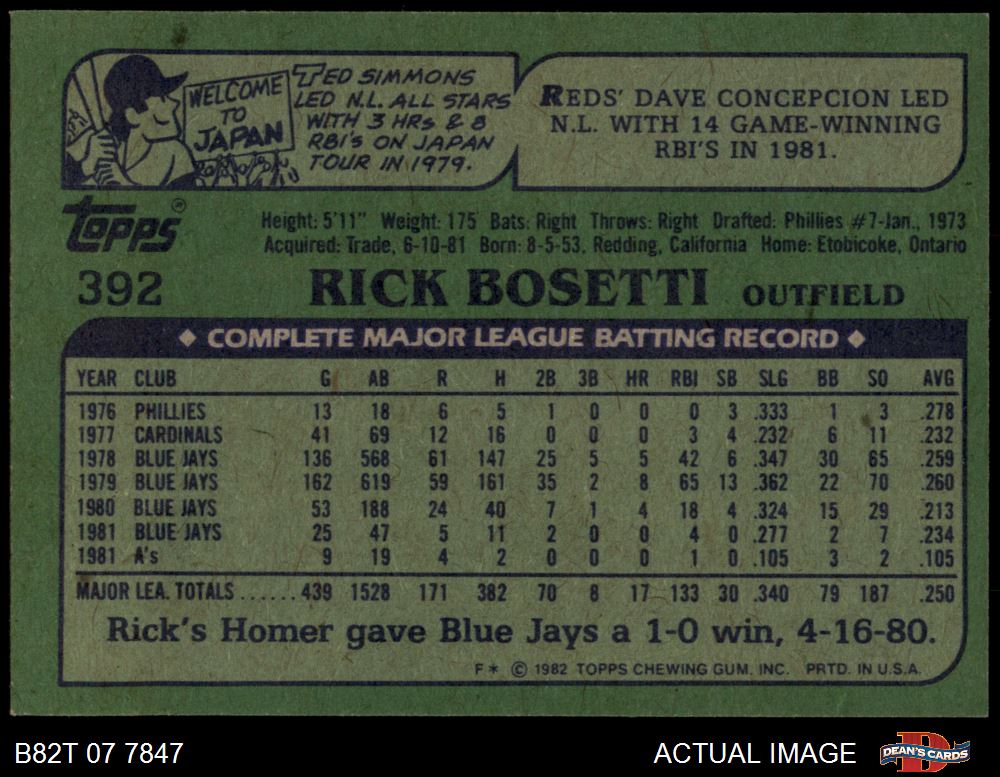 WELCOME
TO
JAPAN
TED SIMMONS
LED N.L. ALL STARS
WITH 3 HRs & 8
RBI'S ON JAPAN
TOUR IN 1979.
REDS' DAVE CONCEPCION LED
N.L. WITH 14 GAME-WINNING
RBI'S IN 1981.
topps®
Height: 5'11" Weight: 175 Bats: Right Throws: Right Drafted: Phillies #7-Jan., 1973
Acquired: Trade, 6-10-81 Born: 8-5-53, Redding, California Home: Etobicoke, Ontario
392 RICK BOSETTI OUTFIELD
◆ COMPLETE MAJOR LEAGUE BATTING RECORD ◆
YEAR CLUB G AB R H 2B 3B HR RBI SB SLG BB SO AVG
1976 PHILLIES 13 18 6 5 1 0 0 0 3 .333 1 3 .278
1977 CARDINALS 41 69 12 16 0 0 0 3 4 .232 6 11 .232
1978 BLUE JAYS 136 568 61 147 25 5 5 42 6 .347 30 65 .259
1979 BLUE JAYS 162 619 59 161 35 2 8 65 13 .362 22 70 .260
1980 BLUE JAYS 53 188 24 40 7 1 4 18 4 .324 15 29 .213
1981 BLUE JAYS 25 47 5 11 2 0 0 4 0 .277 2 7 .234
1981 A's 9 19 4 2 0 0 0 1 0 .105 3 2 .105
MAJOR LEA. TOTALS ......439 1528 171 382 70 8 17 133 30 .340 79 187 .250
Rick's Homer gave Blue Jays a 1-0 win, 4-16-80.
F* © 1982 TOPPS CHEWING GUM, INC. PRTD. IN U.S.A.
B82T 07 7847 ACTUAL IMAGE DEAN'S CARDS